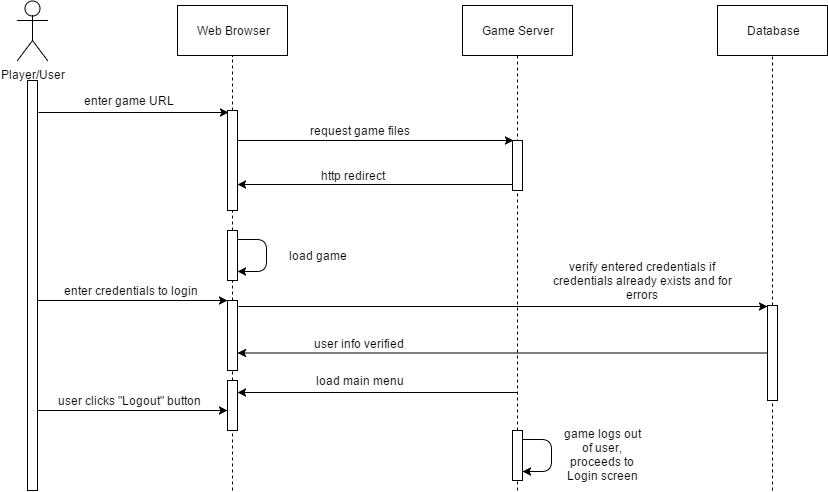 Web Browser
Game Server
Database
Player/User
enter game URL
request game files
http redirect
load game
verify entered credentials if
credentials already exists and for
errors
enter credentials to login
user info verified
load main menu
user clicks "Logout" button
game logs out
of user,
proceeds to
Login screen